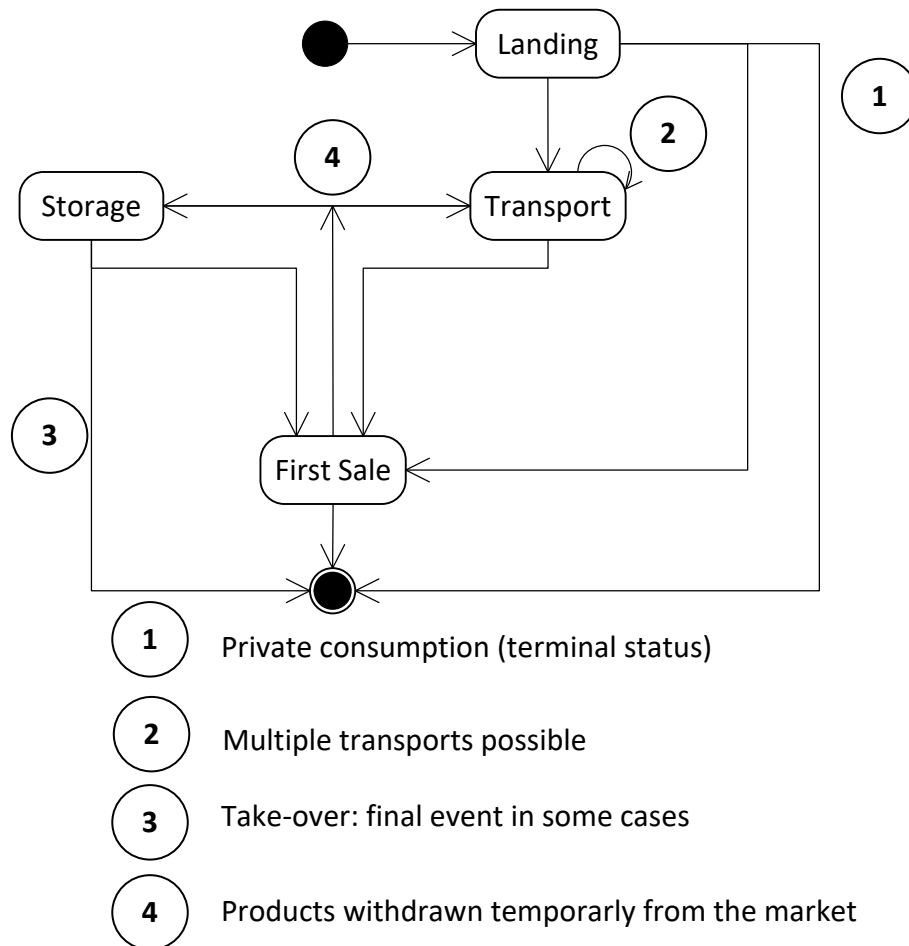 Landing
1
2
4
Storage
Transport
3
First Sale
1 Private consumption (terminal status)
2 Multiple transports possible
3 Take-over: final event in some cases
4 Products withdrawn temporarly from the market